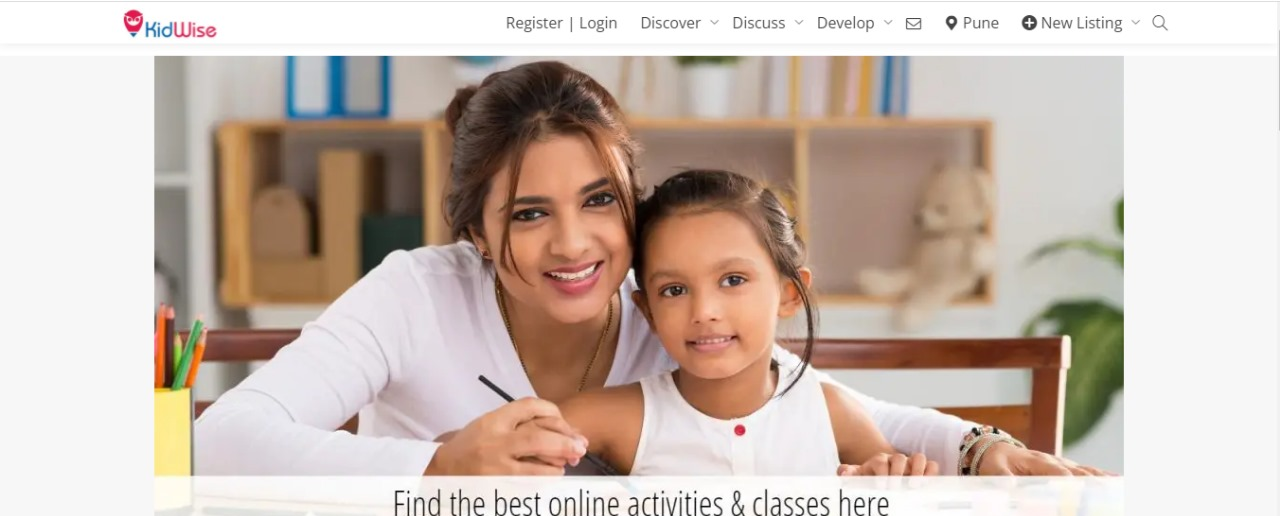 KidWise
Register | Login Discover Discuss Develop Pune New Listing
Find the best online activities & classes here